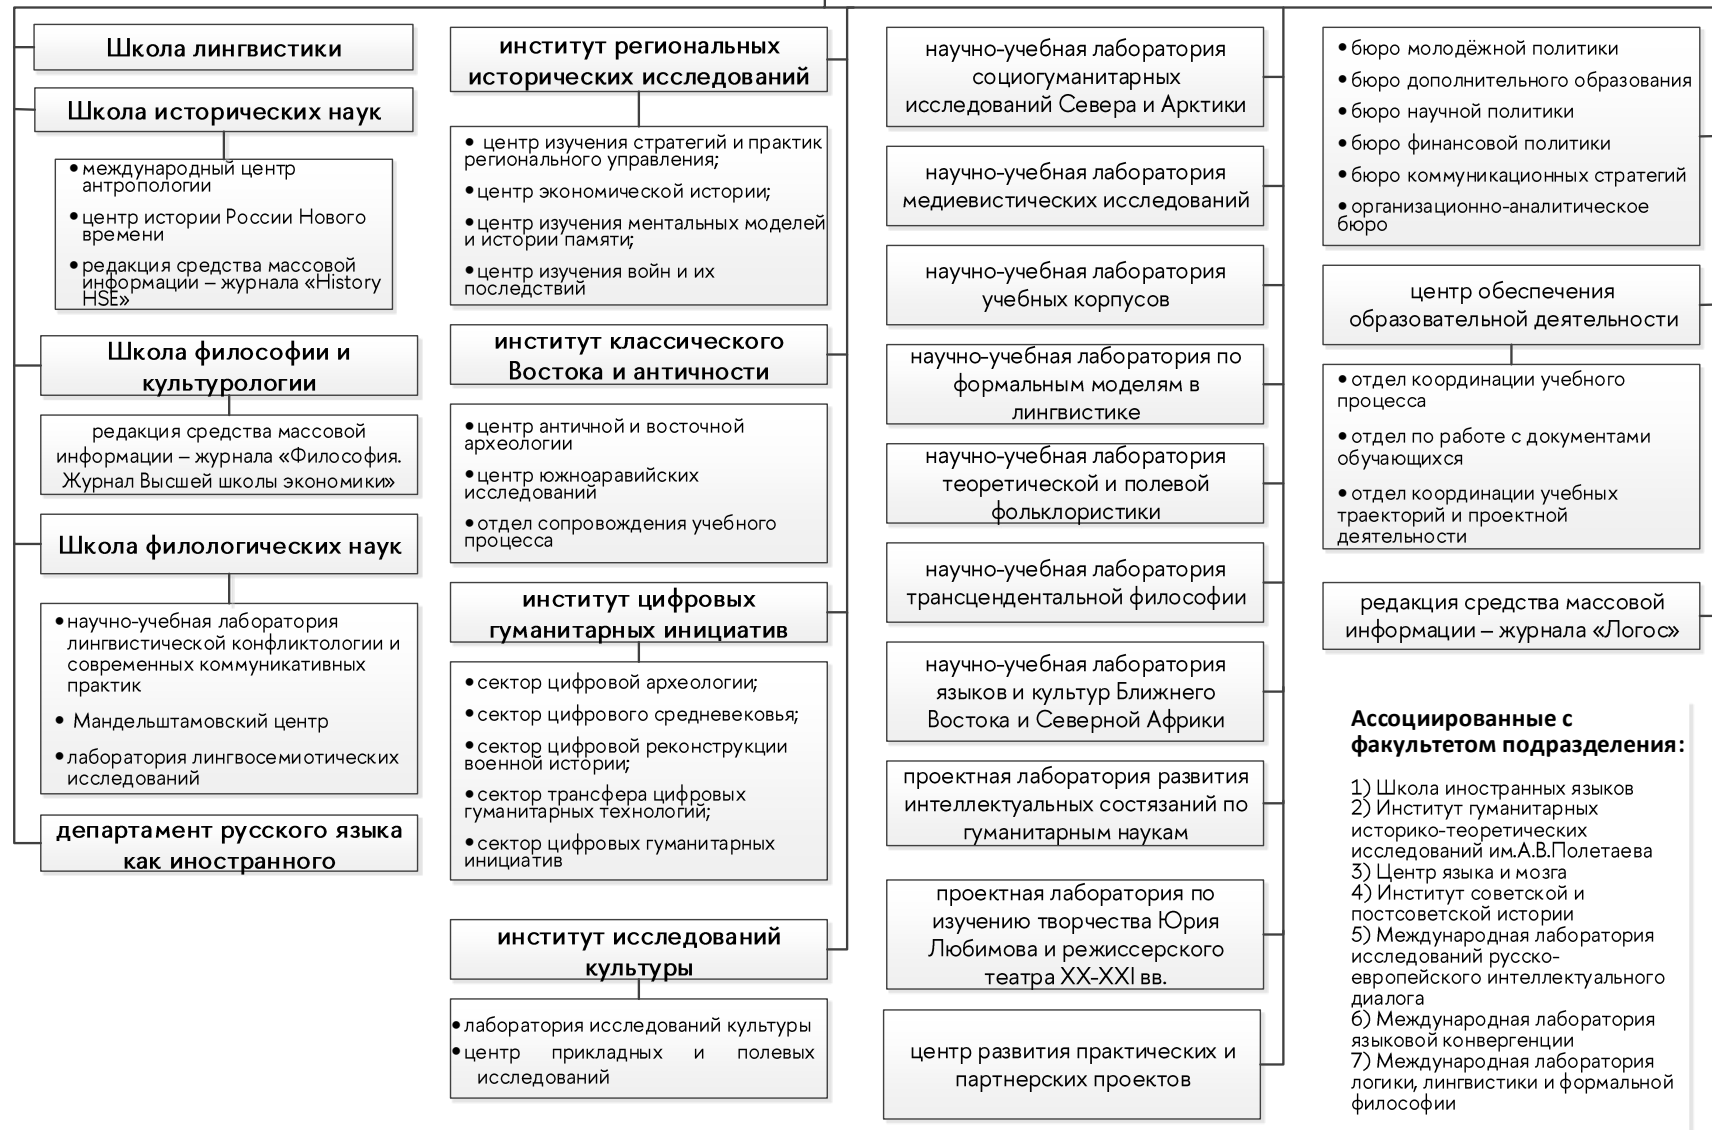 Школа лингвистики
Школа исторических наук
• международный центр
антропологии
• центр истории России Нового
времени
• редакция средства массовой
информации – журнала «History
HSE»
Школа философии и
культурологии
редакция средства массовой
информации – журнала «Философия.
Журнал Высшей школы экономики»
Школа филологических наук
• научно-учебная лаборатория
лингвистической конфликтологии и
современных коммуникативных
практик
• Мандельштамовский центр
• лаборатория лингвосемиотических
исследований
департамент русского языка
как иностранного
институт региональных
исторических исследований
• центр изучения стратегий и практик
регионального управления;
• центр экономической истории;
• центр изучения ментальных моделей
и истории памяти;
• центр изучения войн и их
последствий
институт классического
Востока и античности
• центр античной и восточной
археологии
• центр южноаравийских
исследований
• отдел сопровождения учебного
процесса
институт цифровых
гуманитарных инициатив
• сектор цифровой археологии;
• сектор цифрового средневековья;
• сектор цифровой реконструкции
военной истории;
• сектор трансфера цифровых
гуманитарных технологий;
• сектор цифровых гуманитарных
инициатив
институт исследований
культуры
• лаборатория исследований культуры
• центр прикладных и полевых
исследований
научно-учебная лаборатория
социогуманитарных
исследований Севера и Арктики
научно-учебная лаборатория
медиевистических исследований
научно-учебная лаборатория
учебных корпусов
научно-учебная лаборатория по
формальным моделям в
лингвистике
научно-учебная лаборатория
теоретической и полевой
фольклористики
научно-учебная лаборатория
трансцендентальной философии
научно-учебная лаборатория
языков и культур Ближнего
Востока и Северной Африки
проектная лаборатория развития
интеллектуальных состязаний по
гуманитарным наукам
проектная лаборатория по
изучению творчества Юрия
Любимова и режиссерского
театра XX-XXI вв.
центр развития практических и
партнерских проектов
• бюро молодёжной политики
• бюро дополнительного образования
• бюро научной политики
• бюро финансовой политики
• бюро коммуникационных стратегий
• организационно-аналитическое
бюро
центр обеспечения
образовательной деятельности
• отдел координации учебного
процесса
• отдел по работе с документами
обучающихся
• отдел координации учебных
траекторий и проектной
деятельности
редакция средства массовой
информации – журнала «Логос»
Ассоциированные с
факультетом подразделения:
1) Школа иностранных языков
2) Институт гуманитарных
историко-теоретических
исследований им.А.В.Полетаева
3) Центр языка и мозга
4) Институт советской и
постсоветской истории
5) Международная лаборатория
исследований русско-
европейского интеллектуального
диалога
6) Международная лаборатория
языковой конвергенции
7) Международная лаборатория
логики, лингвистики и формальной
философии